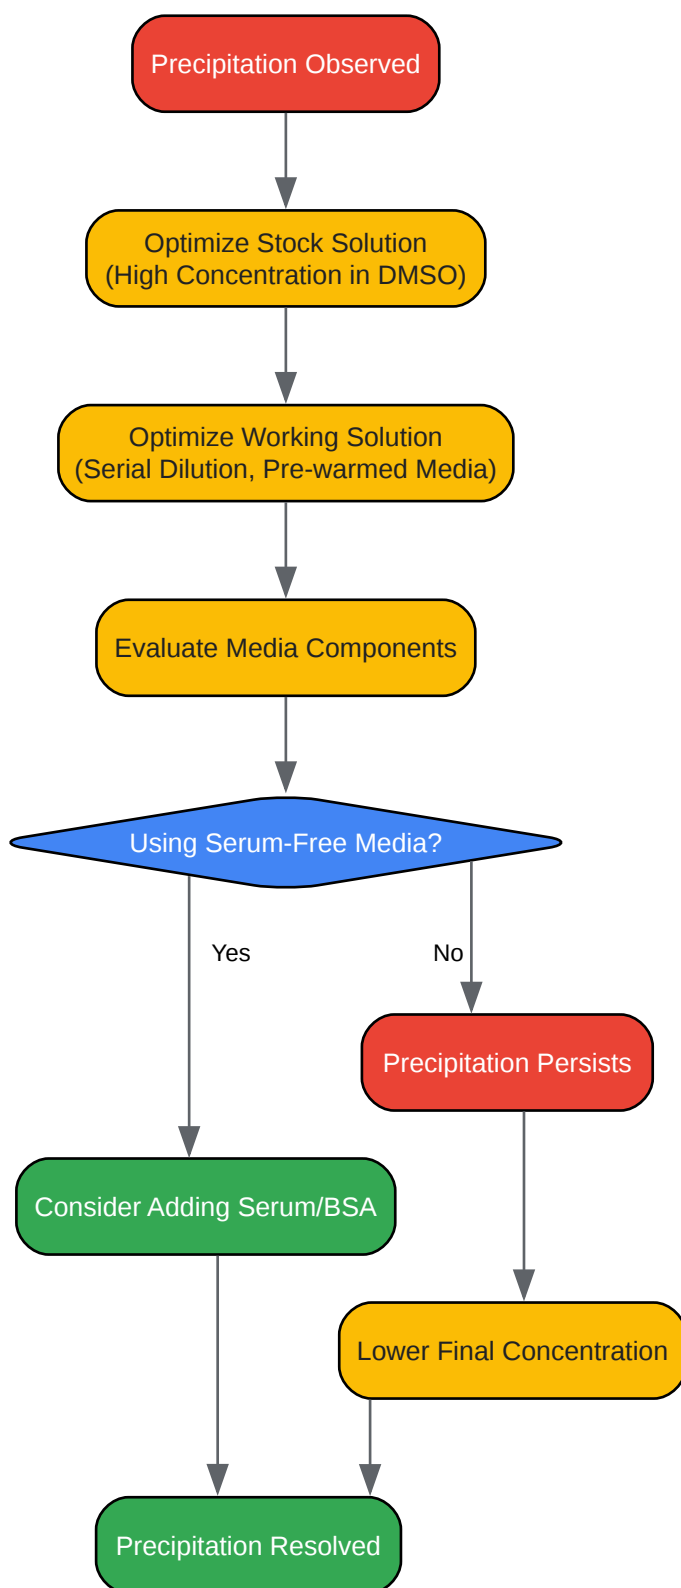 Precipitation Observed
Optimize Stock Solution
(High Concentration in DMSO)
Optimize Working Solution
(Serial Dilution, Pre-warmed Media)
Evaluate Media Components
Using Serum-Free Media?
Yes
No
Precipitation Persists
Consider Adding Serum/BSA
Lower Final Concentration
Precipitation Resolved